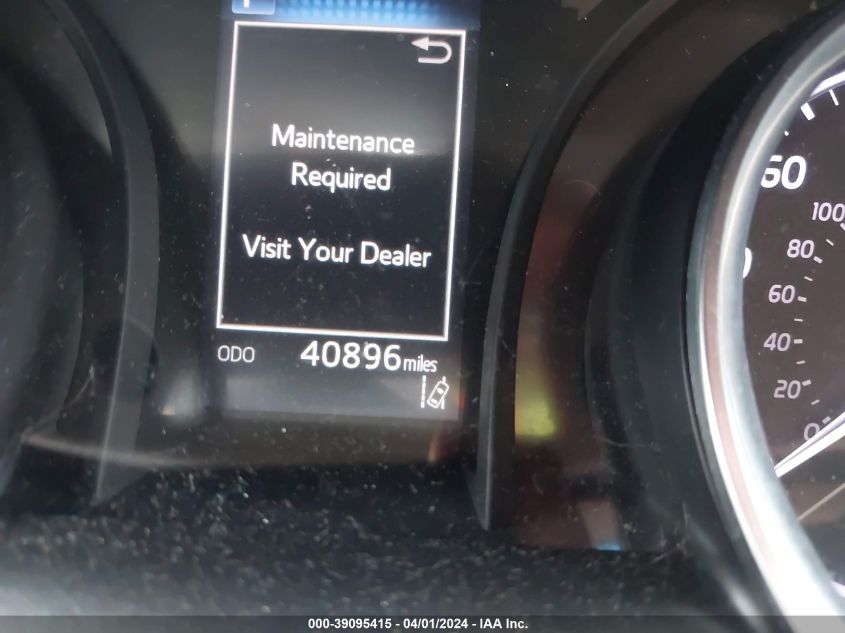 Maintenance
Required
Visit Your Dealer
ODO 40896 miles
60
100
80
60
40
20
0
000-39095415 - 04/01/2024 - IAA Inc.